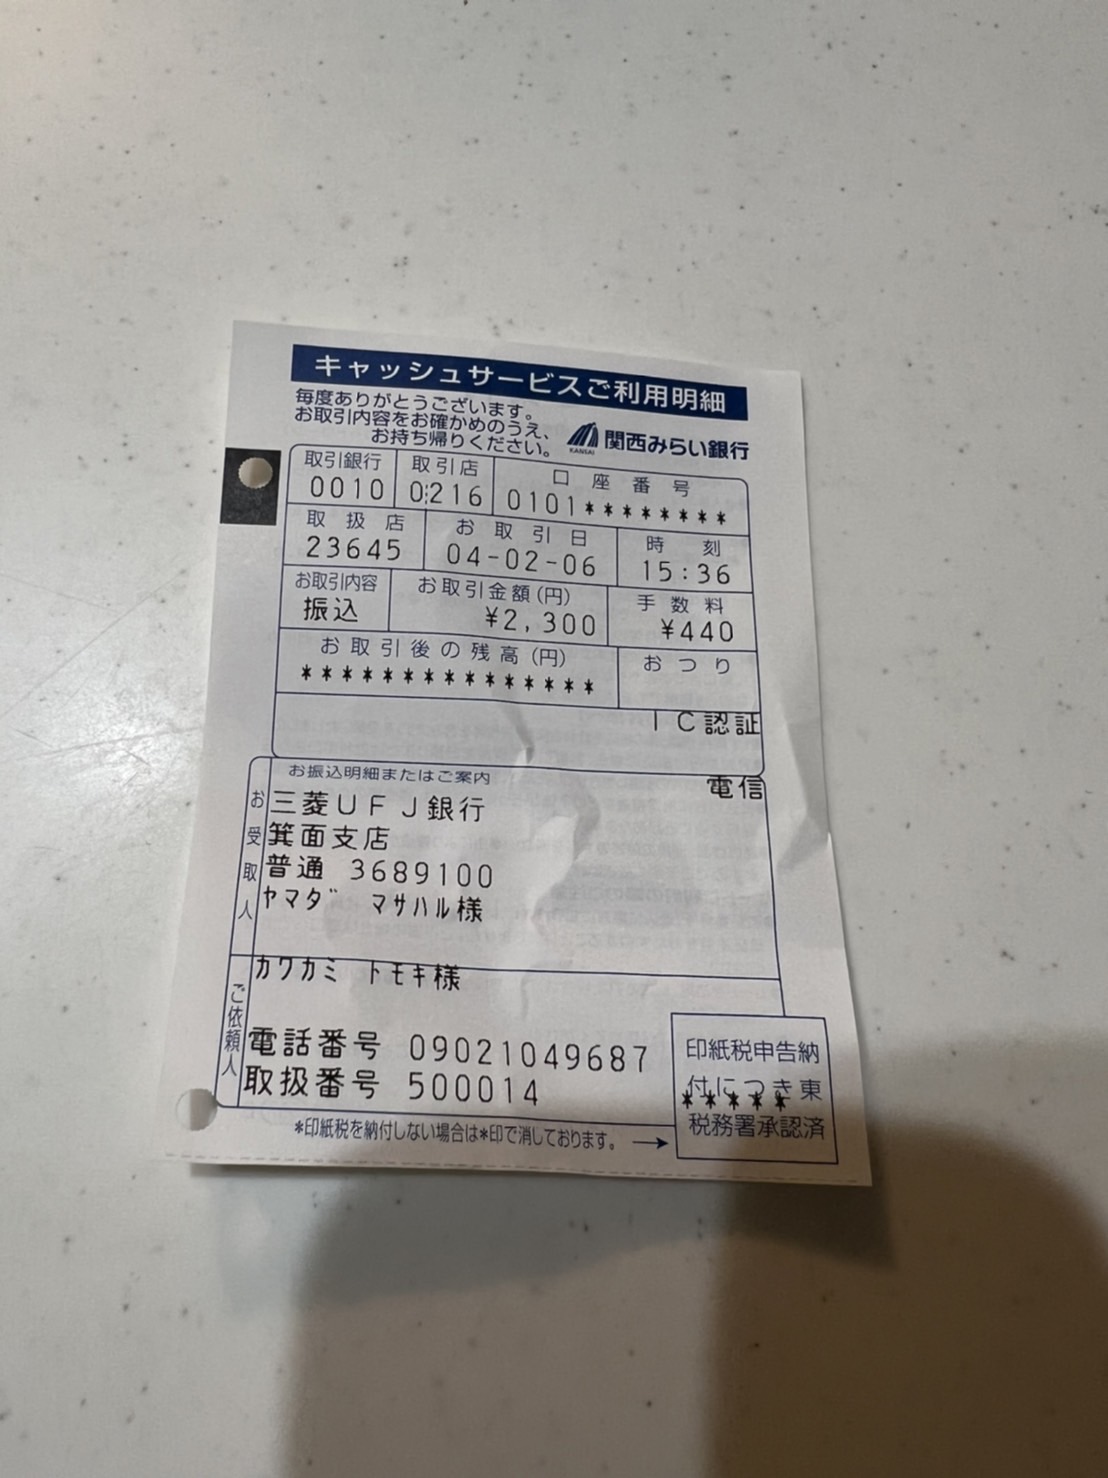 キャッシュサービスご利用明細
毎度ありがとうございます。
お取引内容をお確かめのうえ、
お持ち帰りください。
KANSAI 関西みらい銀行
取引銀行 取引店 口座番号
0010 0216 0101********
取扱店 お取引日 時刻
23645 04-02-06 15:36
お取引内容 お取引金額(円) 手数料
振込 ¥2,300 ¥440
お取引後の残高(円) おつり
******************
IC認証
お振込明細またはご案内
電信
お受取人
三菱UFJ銀行
箕面支店
普通 3689100
ヤマダ マサハル様
ご依頼人
カワカミ トモキ様
電話番号 09021049687
取扱番号 500014
印紙税申告納
付につき東
*****
税務署承認済
*印紙税を納付しない場合は*印で消しております。 →